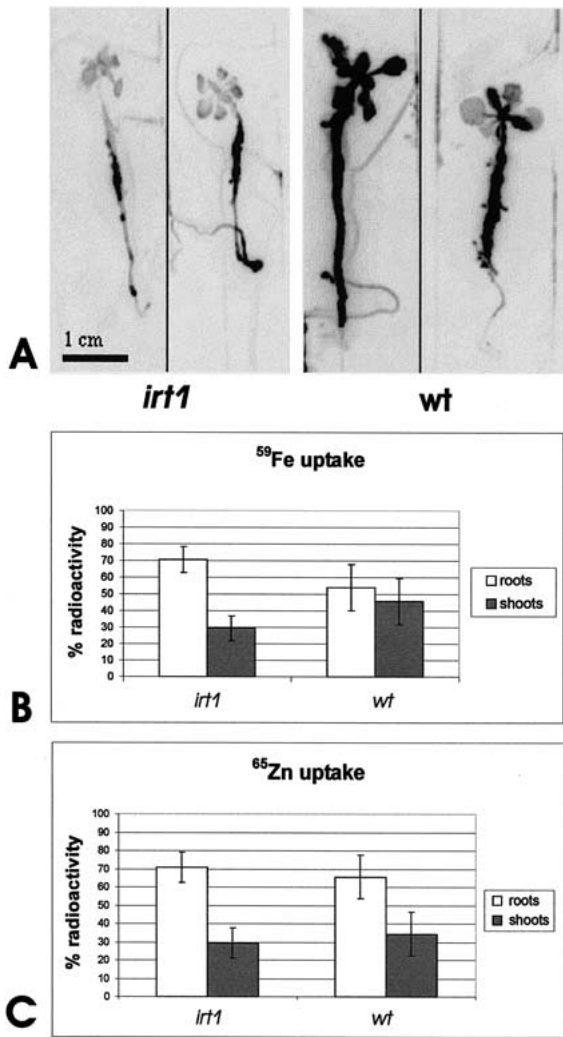 A
1 cm
irt1 wt
B
⁵⁹Fe uptake
% radioactivity
100
90
80
70
60
50
40
30
20
10
0
irt1 wt
roots
shoots
C
⁶⁵Zn uptake
% radioactivity
100
90
80
70
60
50
40
30
20
10
0
irt1 wt
roots
shoots